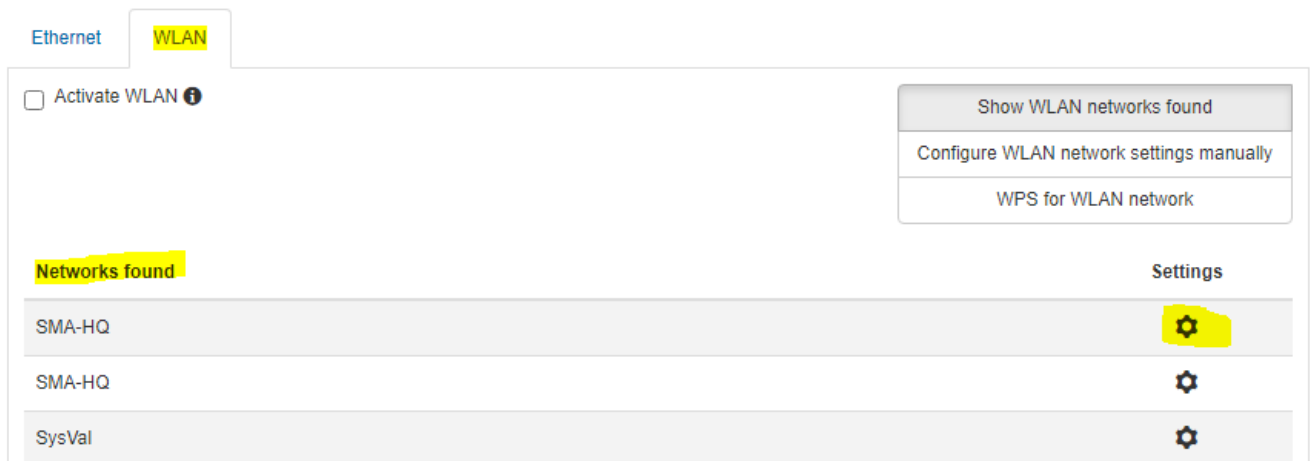 Ethernet WLAN
Activate WLAN
Show WLAN networks found
Configure WLAN network settings manually
WPS for WLAN network
Networks found Settings
SMA-HQ
SMA-HQ
SysVal